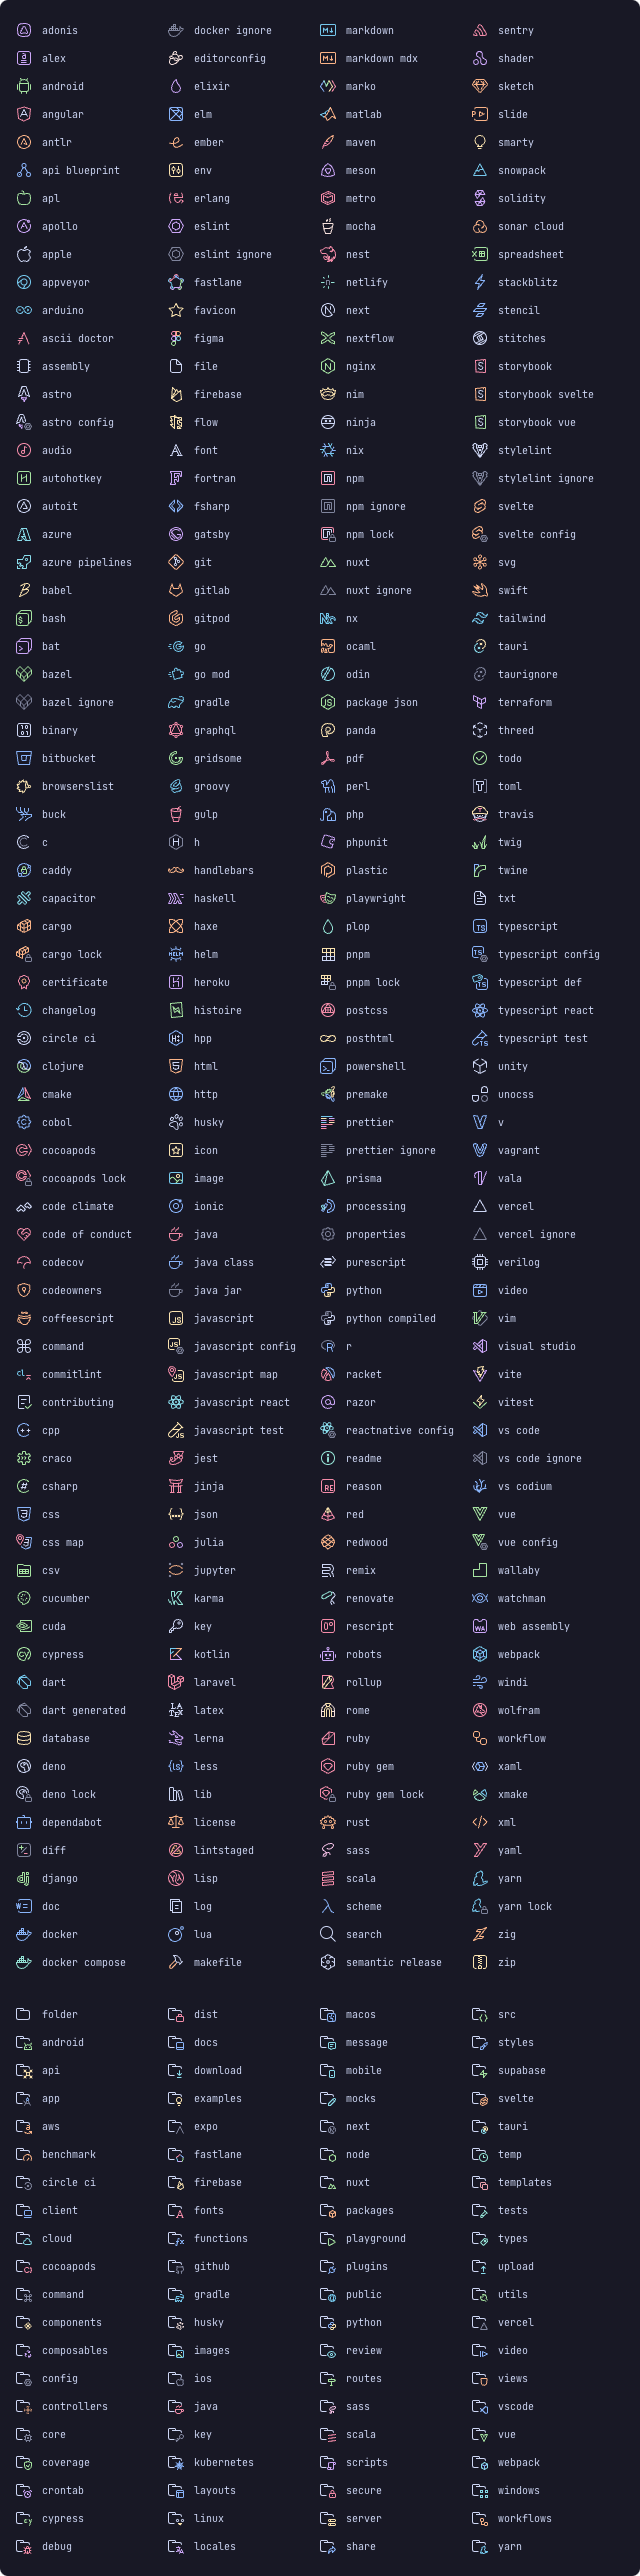 adonis
alex
android
angular
antlr
api blueprint
apl
apollo
apple
appveyor
arduino
ascii doctor
assembly
astro
astro config
audio
autohotkey
autoit
azure
azure pipelines
babel
bash
bat
bazel
bazel ignore
binary
bitbucket
browserslist
buck
c
caddy
capacitor
cargo
cargo lock
certificate
changelog
circle ci
clojure
cmake
cobol
cocoapods
cocoapods lock
code climate
code of conduct
codecov
codeowners
coffeescript
command
commitlint
contributing
cpp
craco
csharp
css
css map
csv
cucumber
cuda
cypress
dart
dart generated
database
deno
deno lock
dependabot
diff
django
doc
docker
docker compose
docker ignore
editorconfig
elixir
elm
ember
env
erlang
eslint
eslint ignore
fastlane
favicon
figma
file
firebase
flow
font
fortran
fsharp
gatsby
git
gitlab
gitpod
go
go mod
gradle
graphql
gridsome
groovy
gulp
h
handlebars
haskell
haxe
helm
heroku
histoire
hpp
html
http
husky
icon
image
ionic
java
java class
java jar
javascript
javascript config
javascript map
javascript react
javascript test
jest
jinja
json
julia
jupyter
karma
key
kotlin
laravel
latex
lerna
less
lib
license
lintstaged
lisp
log
lua
makefile
markdown
markdown mdx
marko
matlab
maven
meson
metro
mocha
nest
netlify
next
nextflow
nginx
nim
ninja
nix
npm
npm ignore
npm lock
nuxt
nuxt ignore
nx
ocaml
odin
package json
panda
pdf
perl
php
phpunit
plastic
playwright
plop
pnpm
pnpm lock
postcss
posthtml
powershell
premake
prettier
prettier ignore
prisma
processing
properties
purescript
python
python compiled
r
racket
razor
reactnative config
readme
reason
red
redwood
remix
renovate
rescript
robots
rollup
rome
ruby
ruby gem
ruby gem lock
rust
sass
scala
scheme
search
semantic release
sentry
shader
sketch
slide
smarty
snowpack
solidity
sonar cloud
spreadsheet
stackblitz
stencil
stitches
storybook
storybook svelte
storybook vue
stylelint
stylelint ignore
svelte
svelte config
svg
swift
tailwind
tauri
taurignore
terraform
threed
todo
toml
travis
twig
twine
txt
typescript
typescript config
typescript def
typescript react
typescript test
unity
unocss
v
vagrant
vala
vercel
vercel ignore
verilog
video
vim
visual studio
vite
vitest
vs code
vs code ignore
vs codium
vue
vue config
wallaby
watchman
web assembly
webpack
windi
wolfram
workflow
xaml
xmake
xml
yaml
yarn
yarn lock
zig
zip
folder
android
api
app
aws
benchmark
circle ci
client
cloud
cocoapods
command
components
composables
config
controllers
core
coverage
crontab
cypress
debug
dist
docs
download
examples
expo
fastlane
firebase
fonts
functions
github
gradle
husky
images
ios
java
key
kubernetes
layouts
linux
locales
macos
message
mobile
mocks
next
node
nuxt
packages
playground
plugins
public
python
review
routes
sass
scala
scripts
secure
server
share
src
styles
supabase
svelte
tauri
temp
templates
tests
types
upload
utils
vercel
video
views
vscode
vue
webpack
windows
workflows
yarn